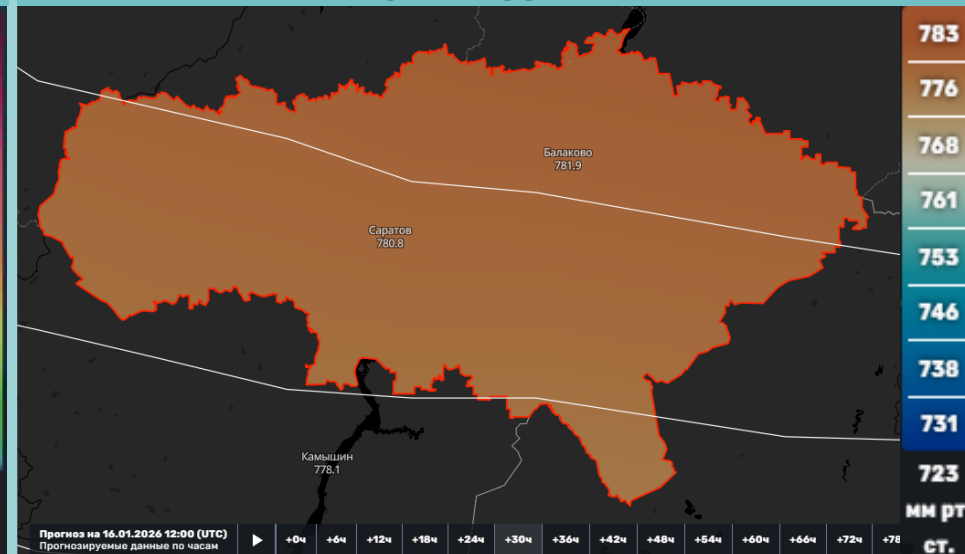 783
776
768
761
753
746
738
731
723
мм рт
ст.
Балаково
781.9
Саратов
780.8
Камышин
778.1
Прогноз на 16.01.2026 12:00 (UTC)
Прогнозируемые данные по часам
+0ч +6ч +12ч +18ч +24ч +30ч +36ч +42ч +48ч +54ч +60ч +66ч +72ч +78